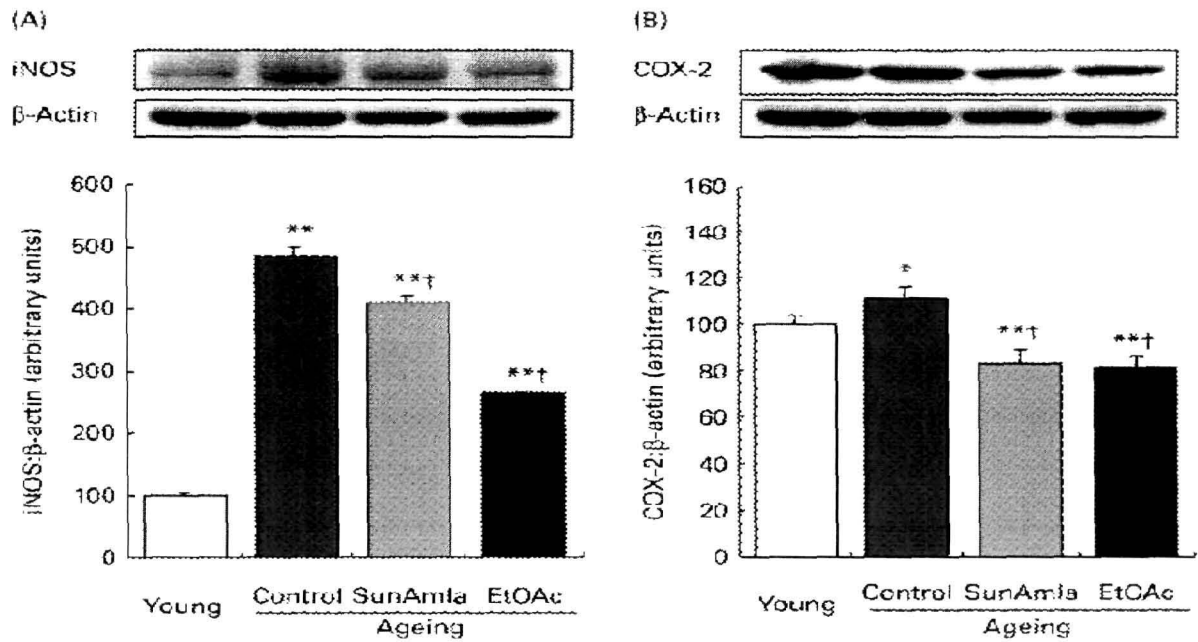 (A)
iNOS
β-Actin
iNOS:β-actin (arbitrary units)
600
500
400
300
200
100
0
**
**†
**†
Young
Control
SunAmla
EtOAc
Ageing
(B)
COX-2
β-Actin
COX-2:β-actin (arbitrary units)
160
140
120
100
80
60
40
20
0
*
**†
**†
Young
Control
SunAmla
EtOAc
Ageing